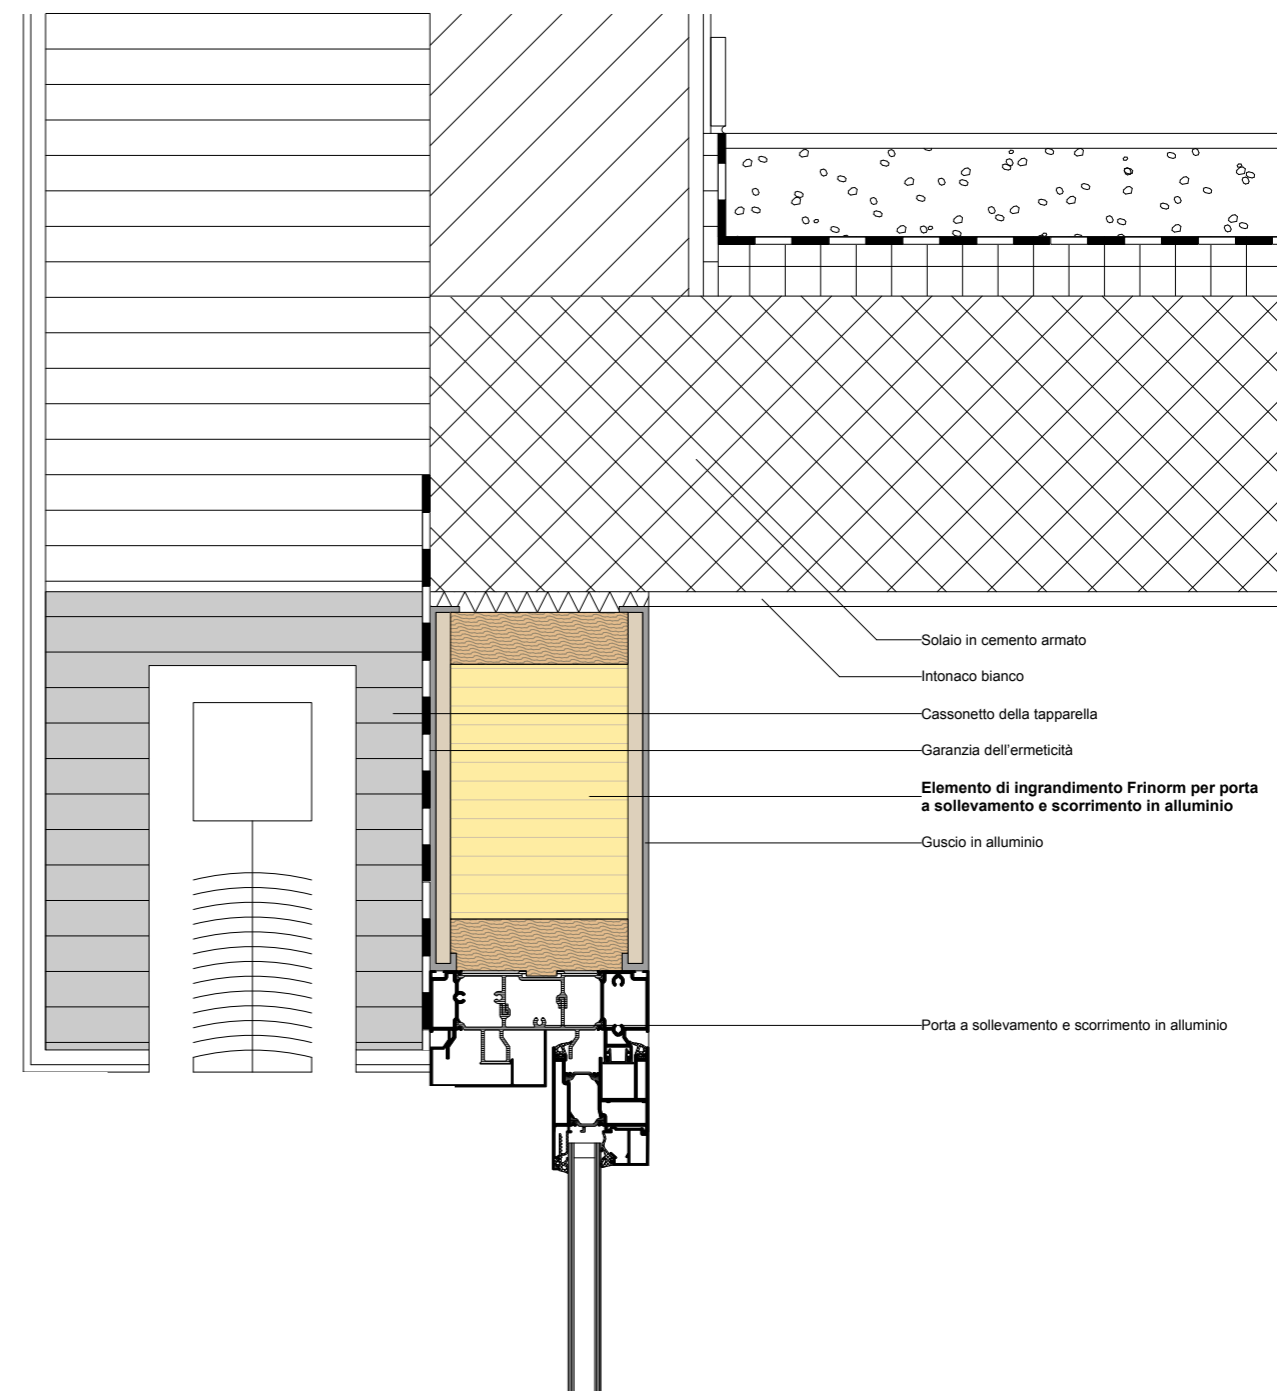 Solaio in cemento armato
Intonaco bianco
Cassonetto della tapparella
Garanzia dell'ermeticità
Elemento di ingrandimento Frinorm per porta
a sollevamento e scorrimento in alluminio
Guscio in alluminio
Porta a sollevamento e scorrimento in alluminio